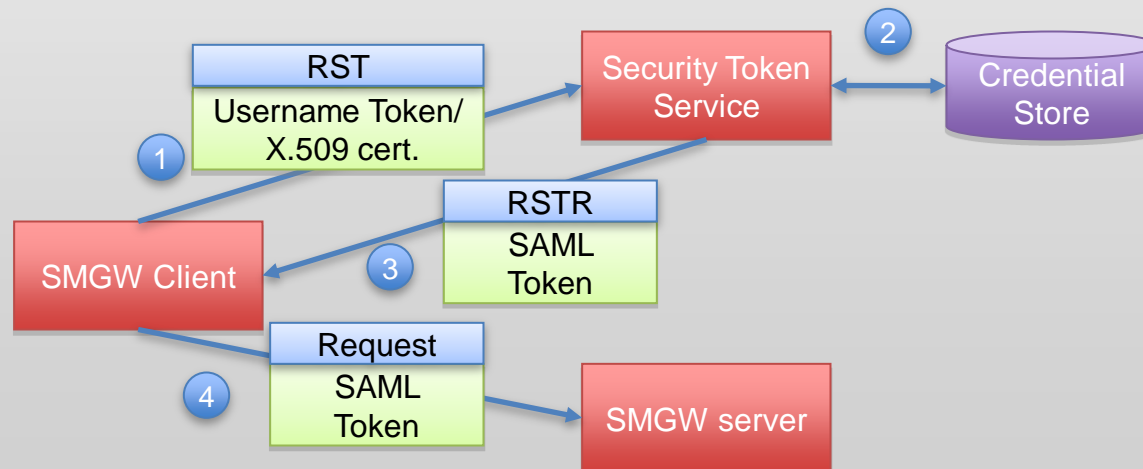 RST
Username Token/
X.509 cert.
1
Security Token
Service
2
Credential
Store
RSTR
SAML
Token
3
SMGW Client
Request
SAML
Token
4
SMGW server